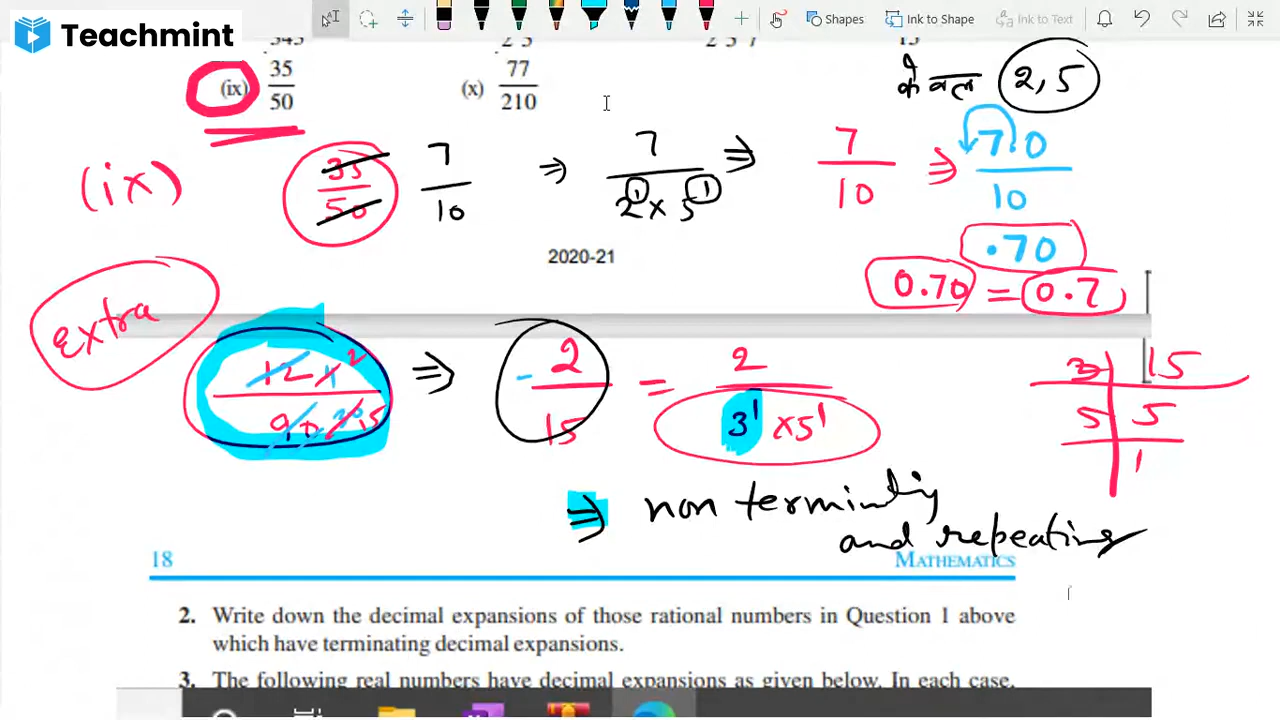 Teachmint
Shapes
Ink to Shape
Ink to Text
(ix) 35/50
(x) 77/210
के वल 2, 5
(ix) 35/50 7/10 ⇒ 7/2¹ x 5¹ ⇒ 7/10 ⇒ 7.0/10
2020-21
.70
0.70 = 0.7
extra
12/90 ⇒ 2/15 = 2/3¹ x 5¹
3 15
5 5
1
⇒ non terminting
and repeating
18 MATHEMATICS
2. Write down the decimal expansions of those rational numbers in Question 1 above
which have terminating decimal expansions.
3. The following real numbers have decimal expansions as given below. In each case,